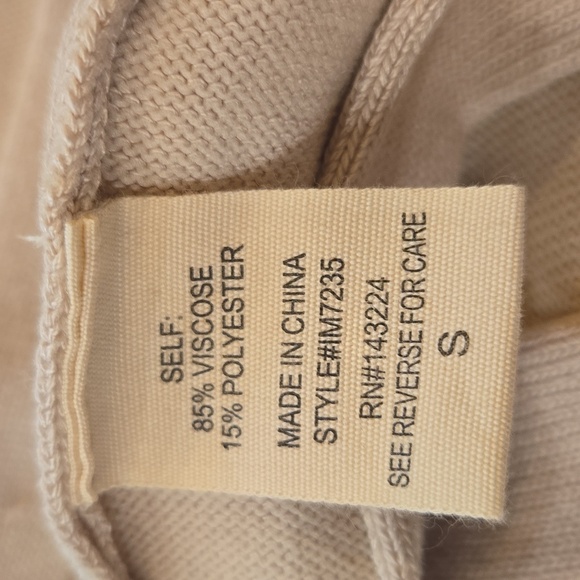 SELF:
85% VISCOSE
15% POLYESTER
MADE IN CHINA
STYLE#IM7235
RN#143224
SEE REVERSE FOR CARE
S